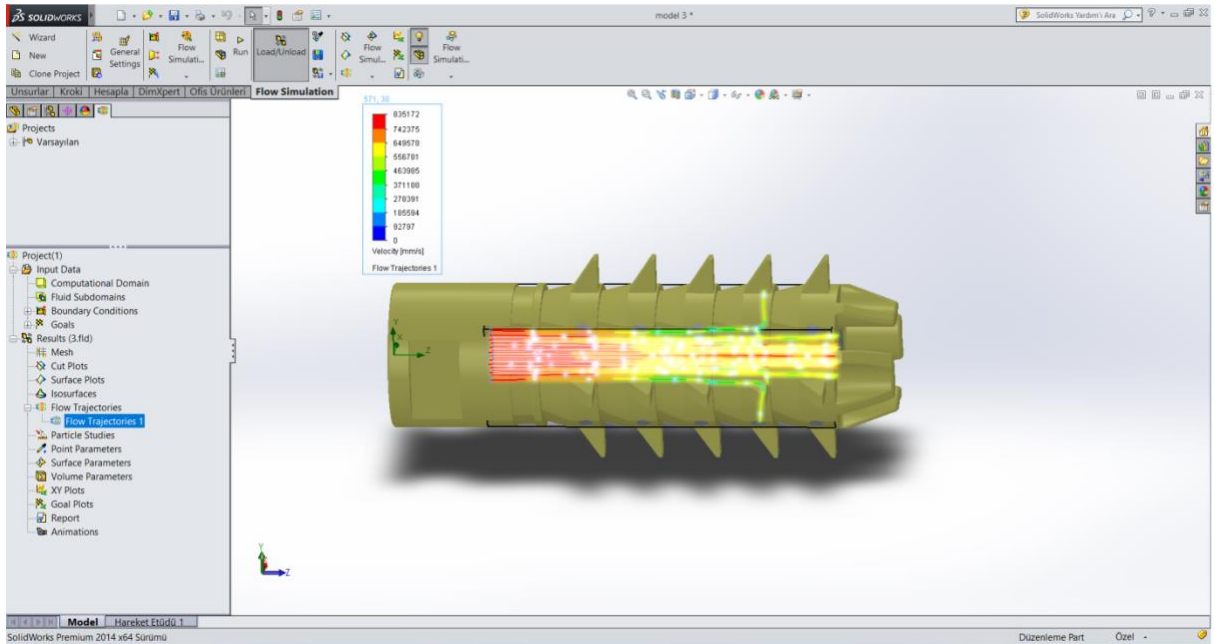 SOLIDWORKS
model 3 *
SolidWorks Yardım'ı Ara
Wizard
New
Clone Project
General Settings
Flow Simulati...
Run
Load/Unload
Flow Simul...
Flow Simulati...
Unsurlar | Kroki | Hesapla | DimXpert | Ofis Ürünleri | Flow Simulation
571, 30
Projects
Varsayılan
835172
742375
649578
556781
463985
371188
278391
185594
92797
0
Velocity [mm/s]
Flow Trajectories 1
Project(1)
Input Data
Computational Domain
Fluid Subdomains
Boundary Conditions
Goals
Results (3.fld)
Mesh
Cut Plots
Surface Plots
Isosurfaces
Flow Trajectories
Flow Trajectories 1
Particle Studies
Point Parameters
Surface Parameters
Volume Parameters
XY Plots
Goal Plots
Report
Animations
Y
X
Z
Y
Z
Model Hareket Etüdü 1
SolidWorks Premium 2014 x64 Sürümü
Düzenleme Part
Özel -